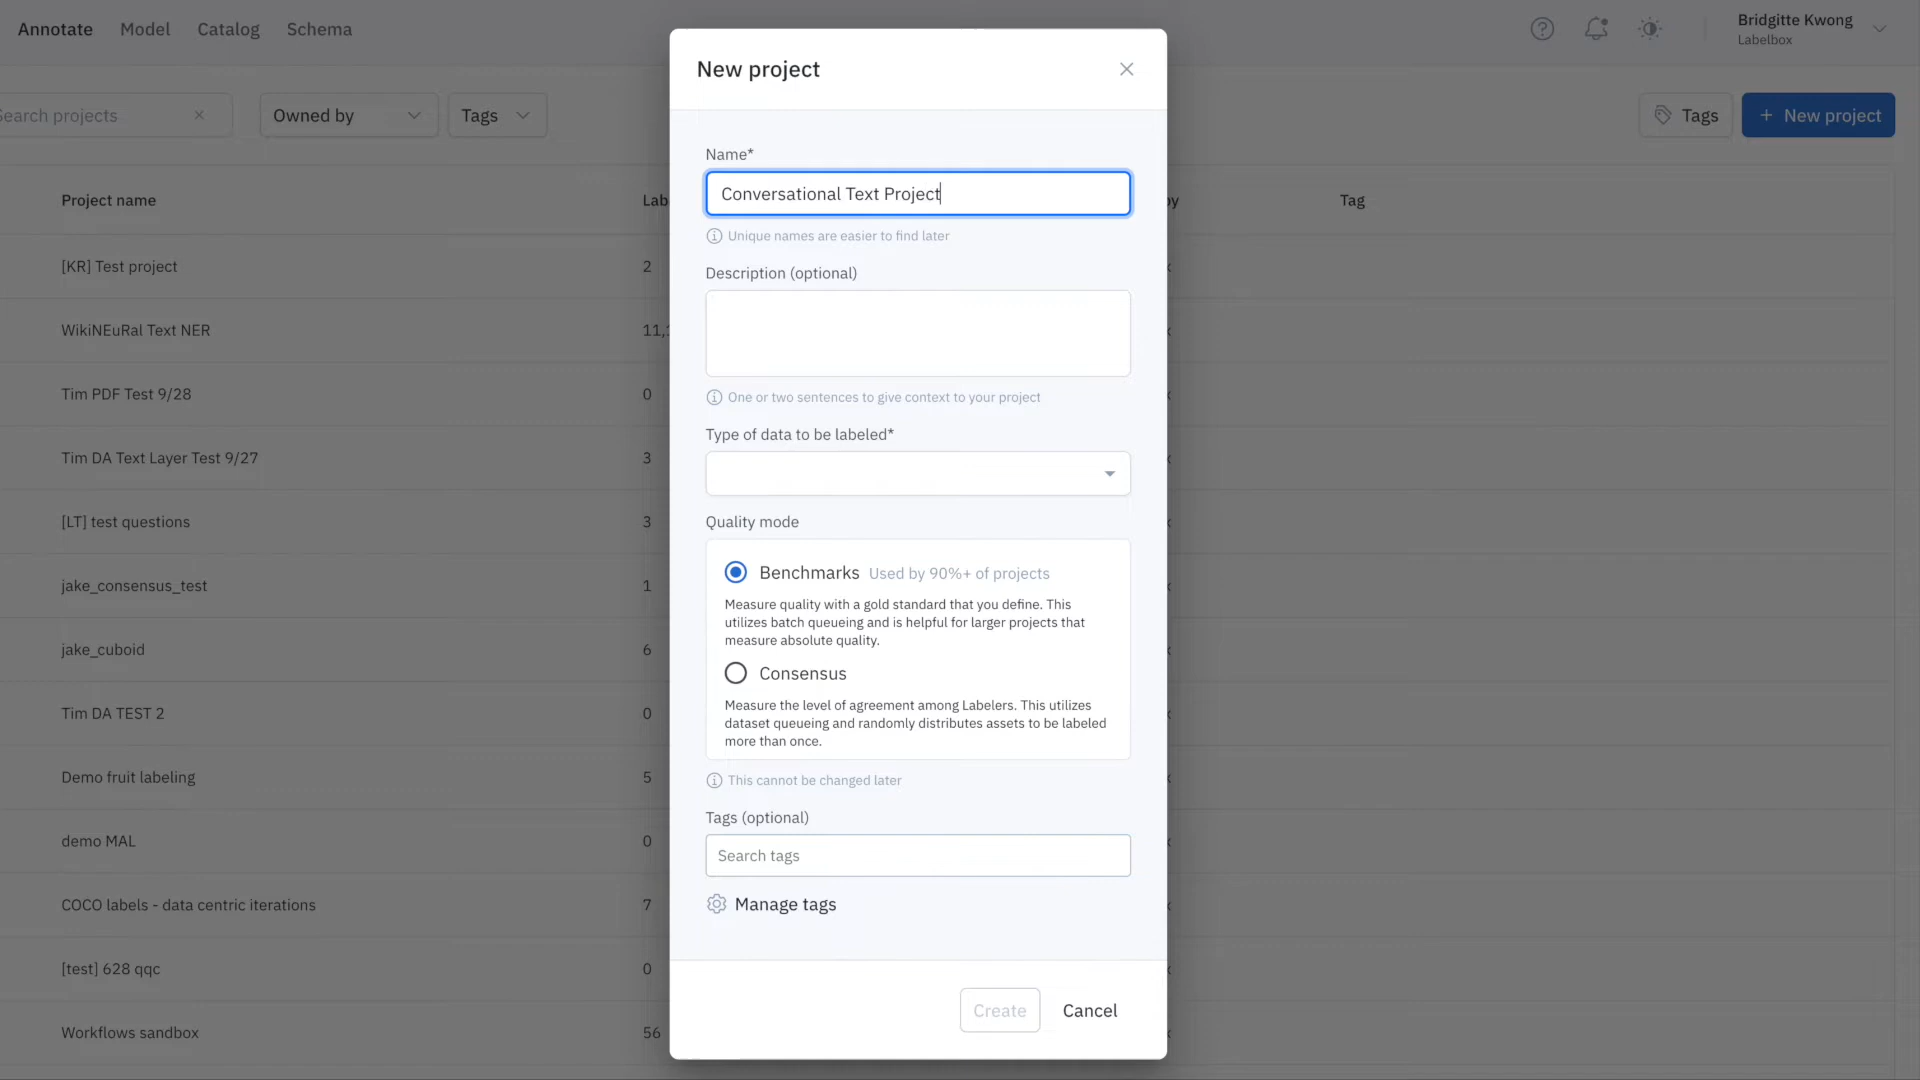 Annotate Model Catalog Schema
Bridgitte Kwong
Labelbox
Search projects
Owned by
Tags
Tags
+ New project
Project name
Tag
[KR] Test project 2
WikiNEuRal Text NER 11,
Tim PDF Test 9/28 0
Tim DA Text Layer Test 9/27 3
[LT] test questions 3
jake_consensus_test 1
jake_cuboid 6
Tim DA TEST 2 0
Demo fruit labeling 5
demo MAL 0
COCO labels - data centric iterations 7
[test] 628 qqc 0
Workflows sandbox 56
New project
Name*
Conversational Text Project
Unique names are easier to find later
Description (optional)
One or two sentences to give context to your project
Type of data to be labeled*
Quality mode
Benchmarks Used by 90%+ of projects
Measure quality with a gold standard that you define. This
utilizes batch queueing and is helpful for larger projects that
measure absolute quality.
Consensus
Measure the level of agreement among Labelers. This utilizes
dataset queueing and randomly distributes assets to be labeled
more than once.
This cannot be changed later
Tags (optional)
Search tags
Manage tags
Create Cancel